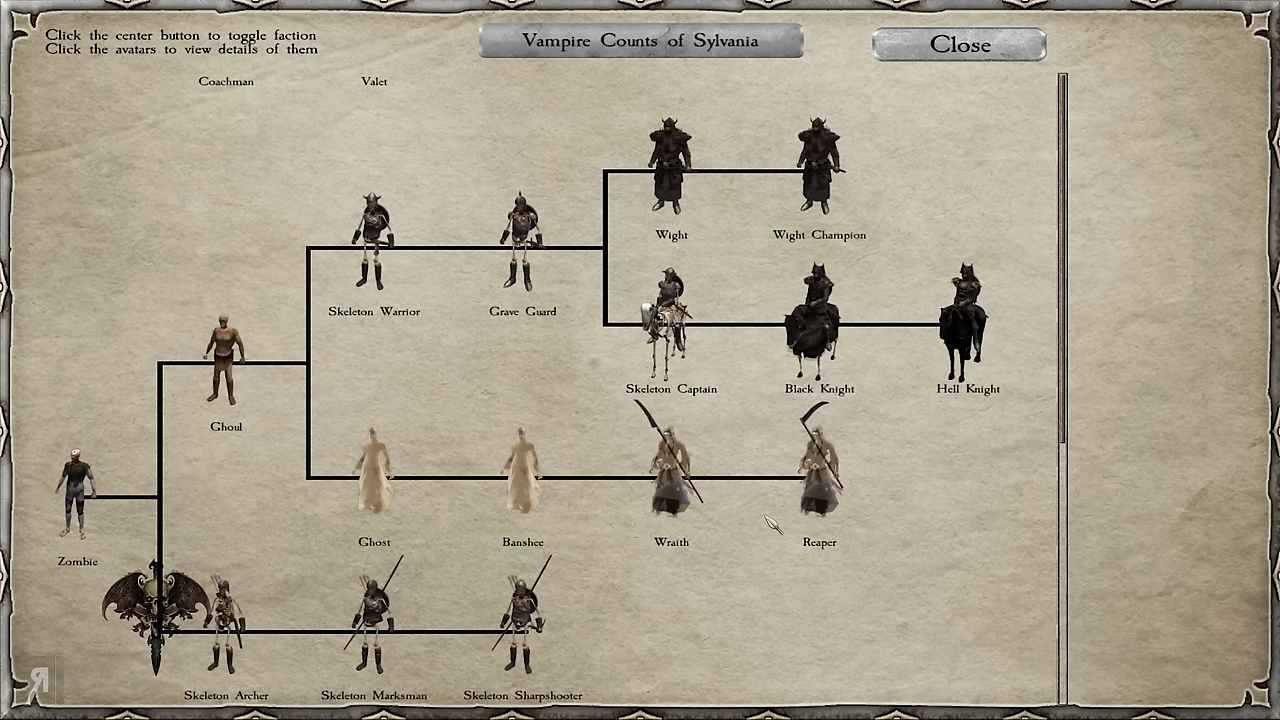 Click the center button to toggle faction
Click the avatars to view details of them
Vampire Counts of Sylvania
Close
Coachman
Valet
Wight
Wight Champion
Skeleton Warrior
Grave Guard
Skeleton Captain
Black Knight
Hell Knight
Ghoul
Ghost
Banshee
Wraith
Reaper
Zombie
Skeleton Archer
Skeleton Marksman
Skeleton Sharpshooter